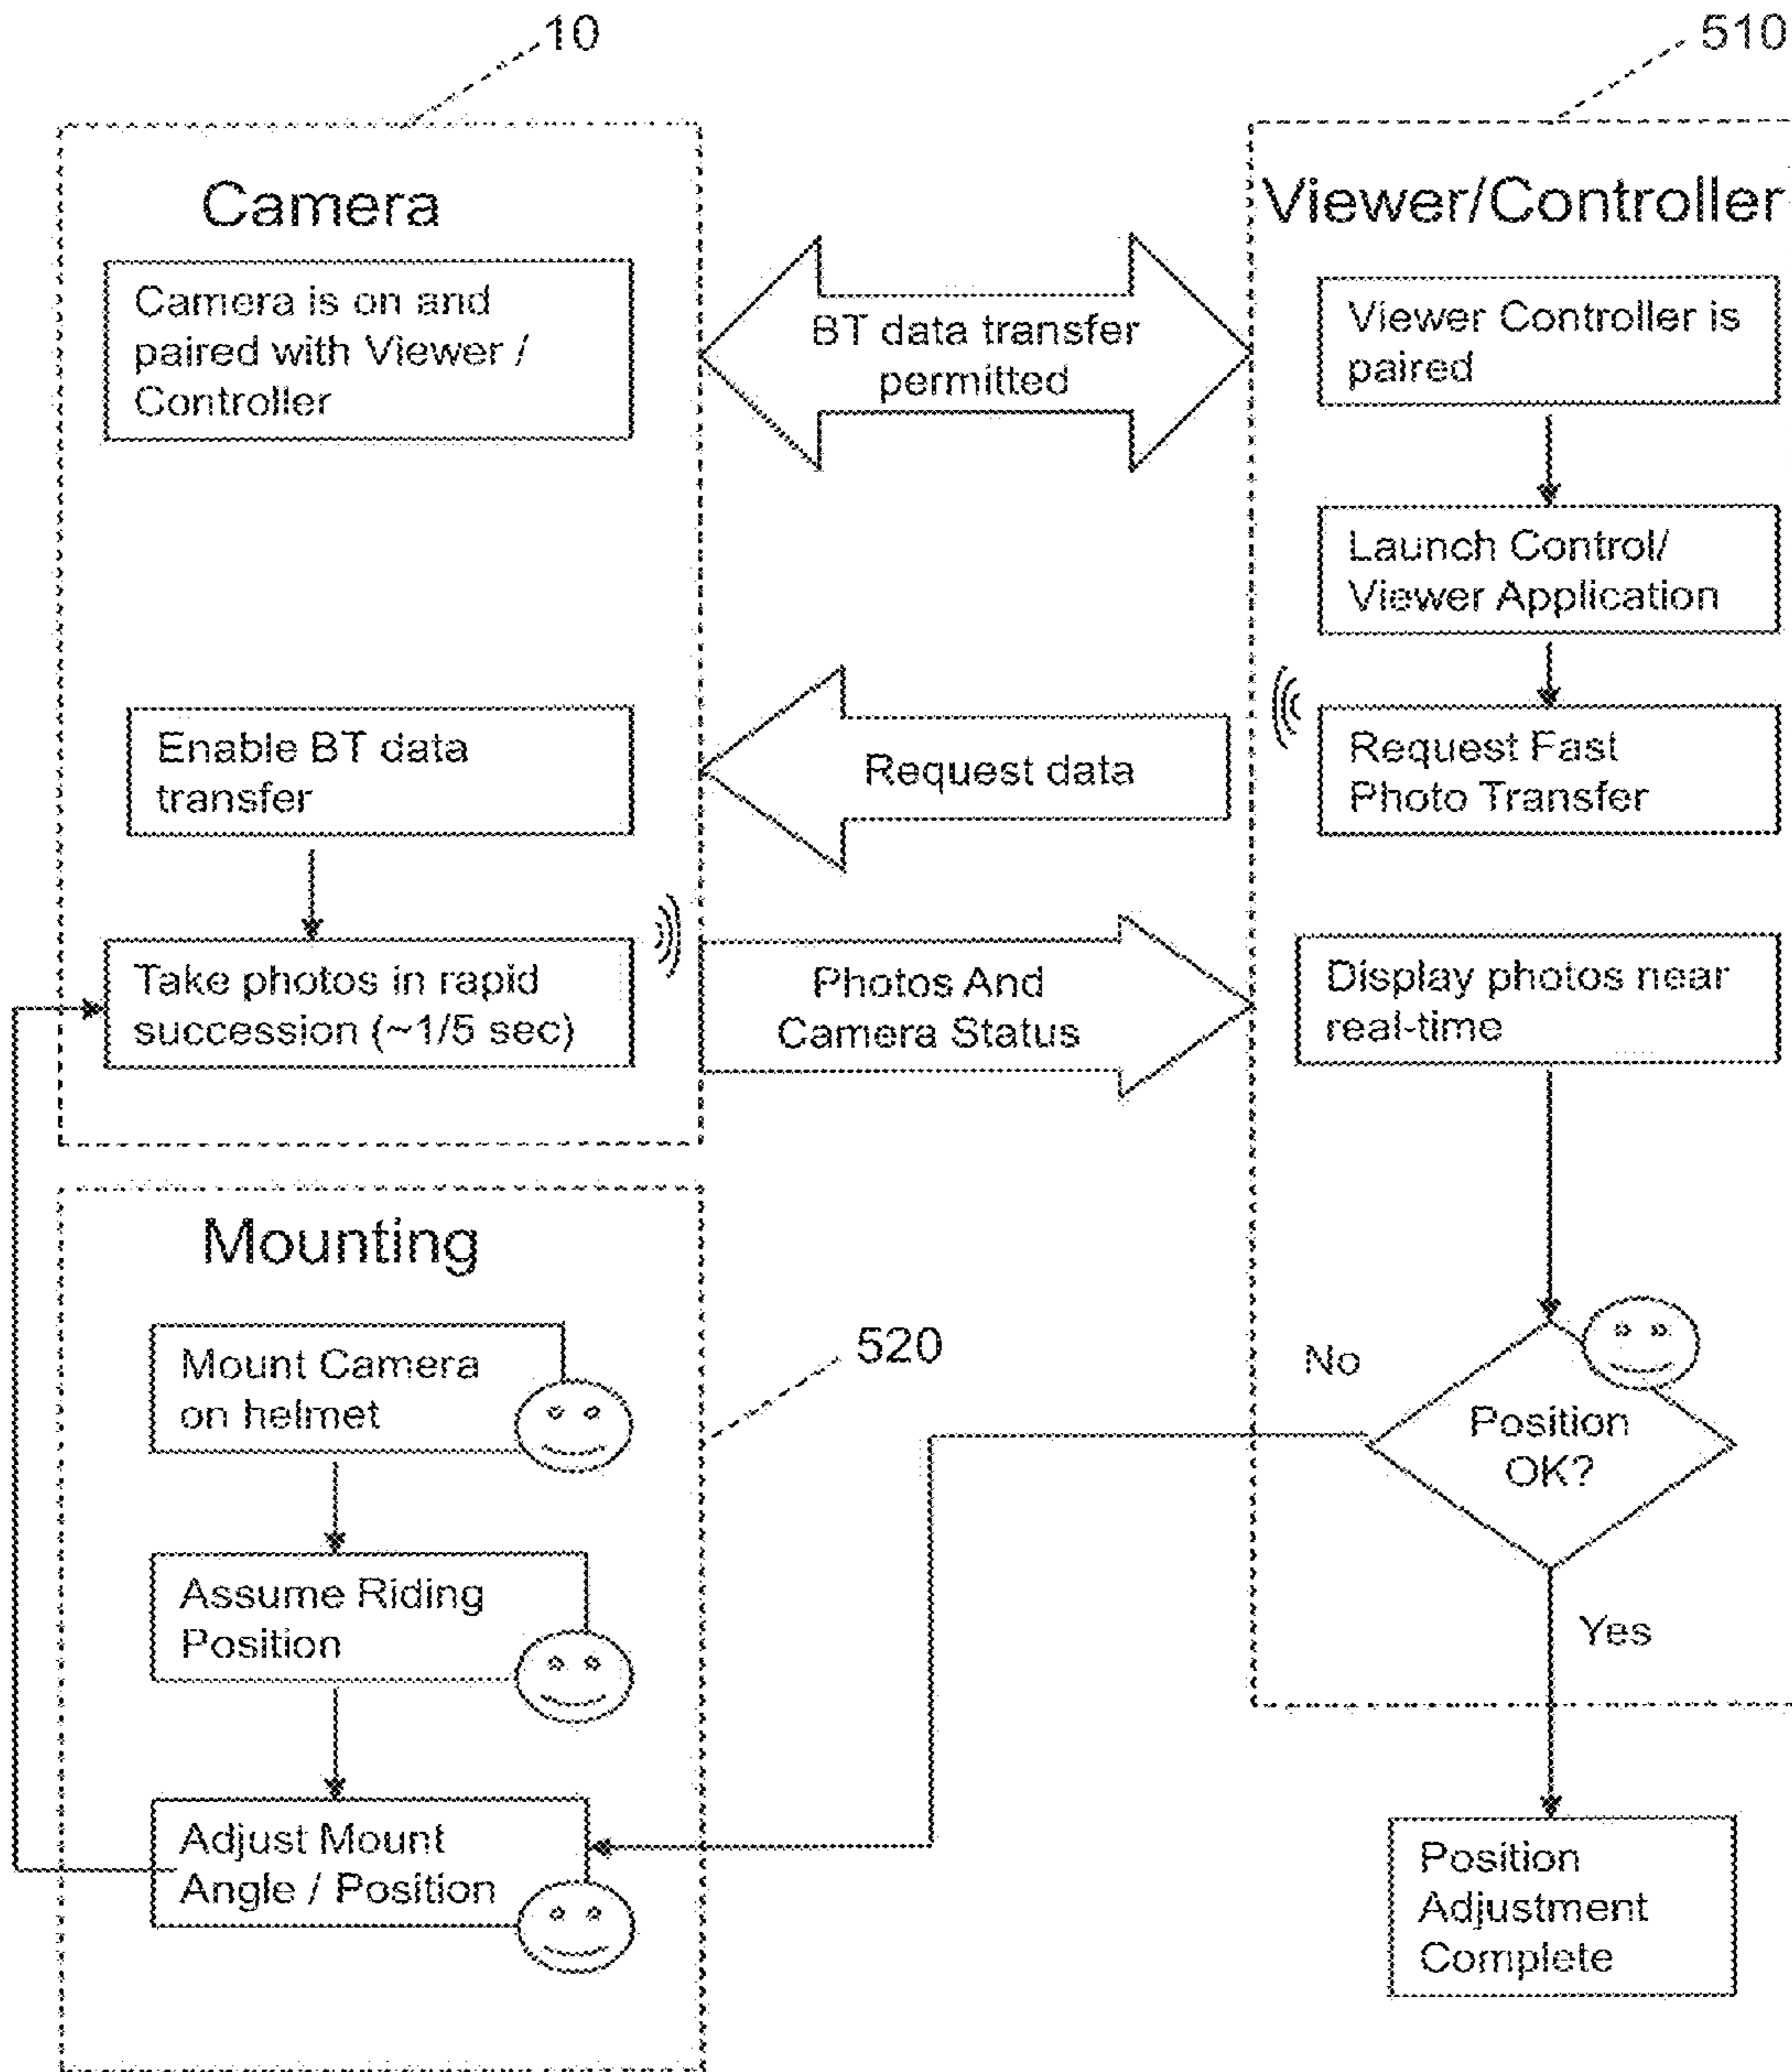 10
510
Camera
Camera is on and
paired with Viewer /
Controller
BT data transfer
permitted
Viewer/Controller
Viewer Controller is
paired
Launch Control/
Viewer Application
Enable BT data
transfer
Request data
Request Fast
Photo Transfer
Take photos in rapid
succession (~1/5 sec)
Photos And
Camera Status
Display photos near
real-time
Mounting
Mount Camera
on helmet
520
No
Position
OK?
Yes
Assume Riding
Position
Adjust Mount
Angle / Position
Position
Adjustment
Complete